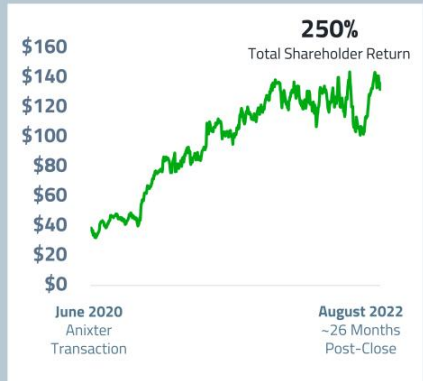 250%
Total Shareholder Return
$160
$140
$120
$100
$80
$60
$40
$20
$0
June 2020
Anixter
Transaction
August 2022
~26 Months
Post-Close